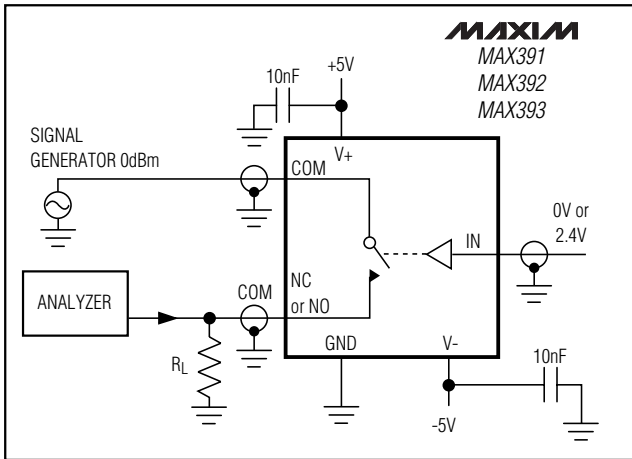 MAXIM
MAX391
MAX392
MAX393
+5V
10nF
SIGNAL
GENERATOR 0dBm
V+
COM
0V or
2.4V
IN
COM
NC
or NO
ANALYZER
GND
V-
10nF
RL
-5V